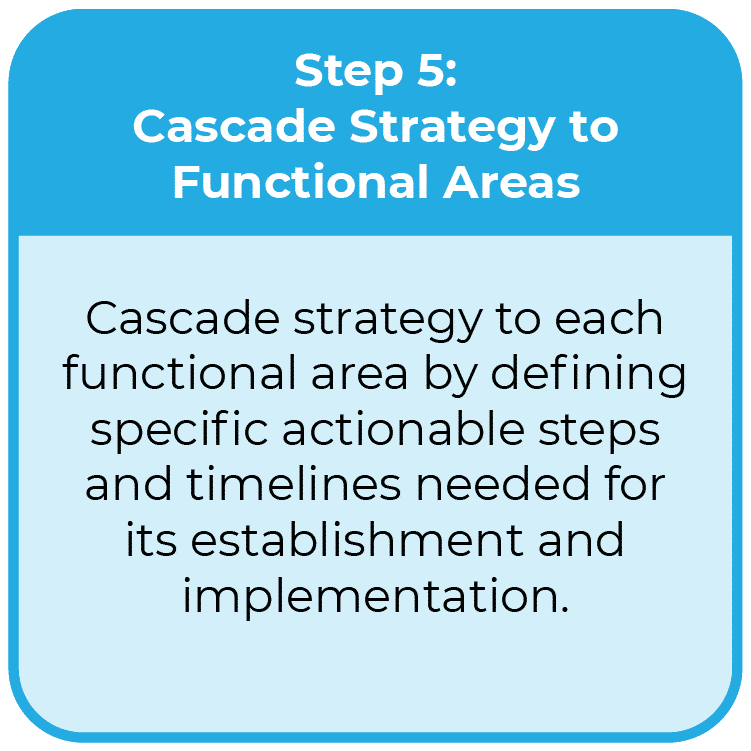 Step 5:
Cascade Strategy to
Functional Areas
Cascade strategy to each
functional area by defining
specific actionable steps
and timelines needed for
its establishment and
implementation.